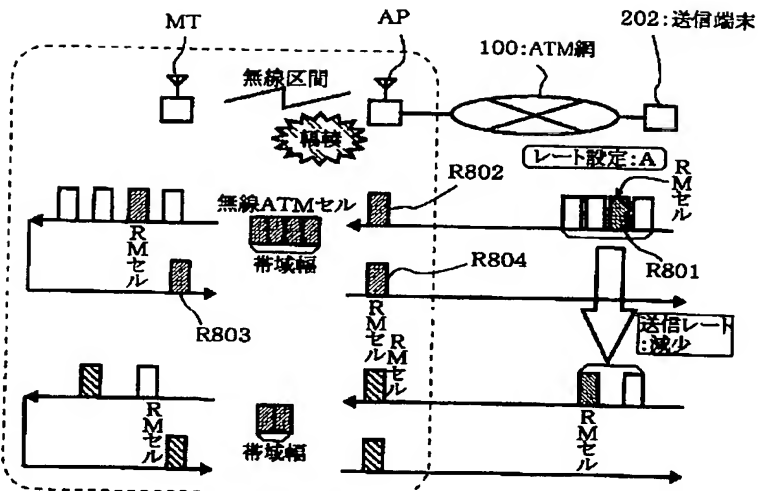 MT
AP
202:送信端末
100:ATM網
無線区間
輻輳
レート設定:A
RMセル
R802
無線ATMセル
帯域幅
RMセル
R801
R804
R803
RMセル
送信レート
:減少
RMセル
RMセル
帯域幅
RMセル